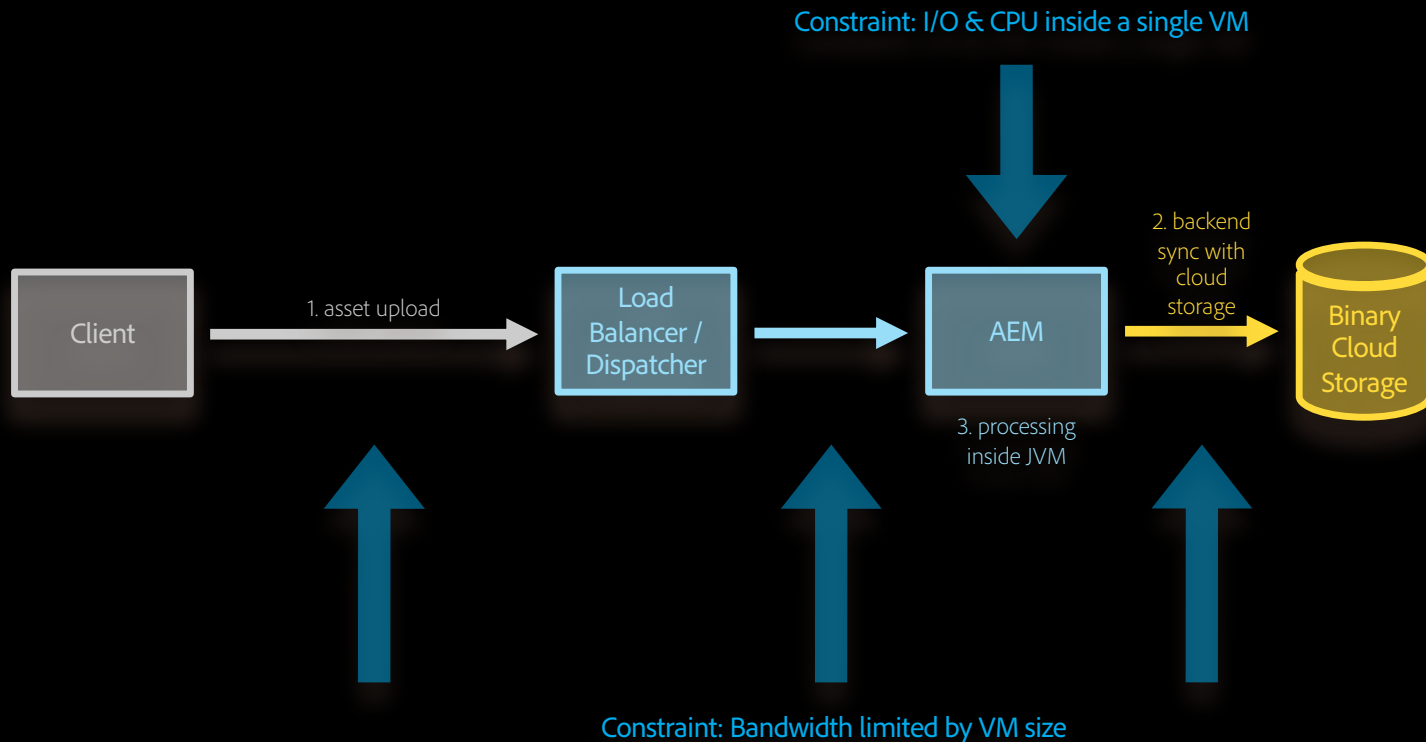 Constraint: I/O & CPU inside a single VM
Client
1. asset upload
Load
Balancer /
Dispatcher
AEM
3. processing
inside JVM
2. backend
sync with
cloud
storage
Binary
Cloud
Storage
Constraint: Bandwidth limited by VM size